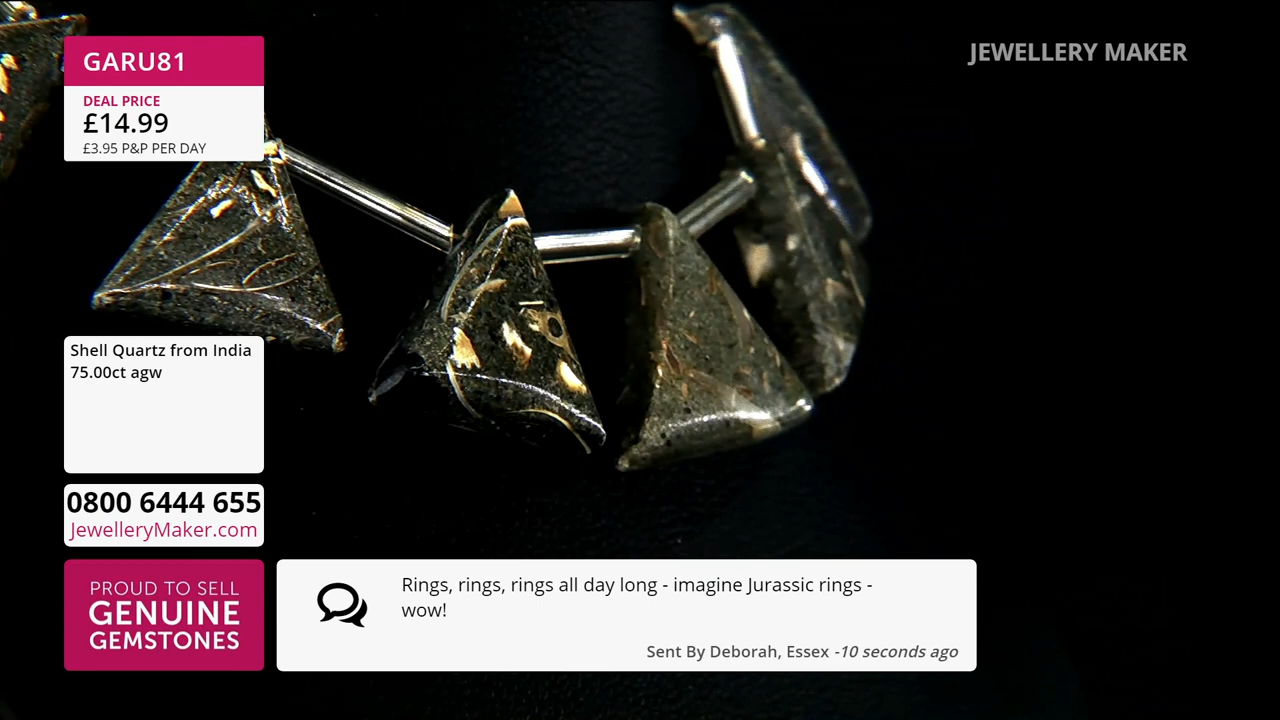 GARU81
DEAL PRICE
£14.99
£3.95 P&P PER DAY
JEWELLERY MAKER
Shell Quartz from India
75.00ct agw
0800 6444 655
JewelleryMaker.com
PROUD TO SELL
GENUINE
GEMSTONES
Rings, rings, rings all day long - imagine Jurassic rings -
wow!
Sent By Deborah, Essex -10 seconds ago